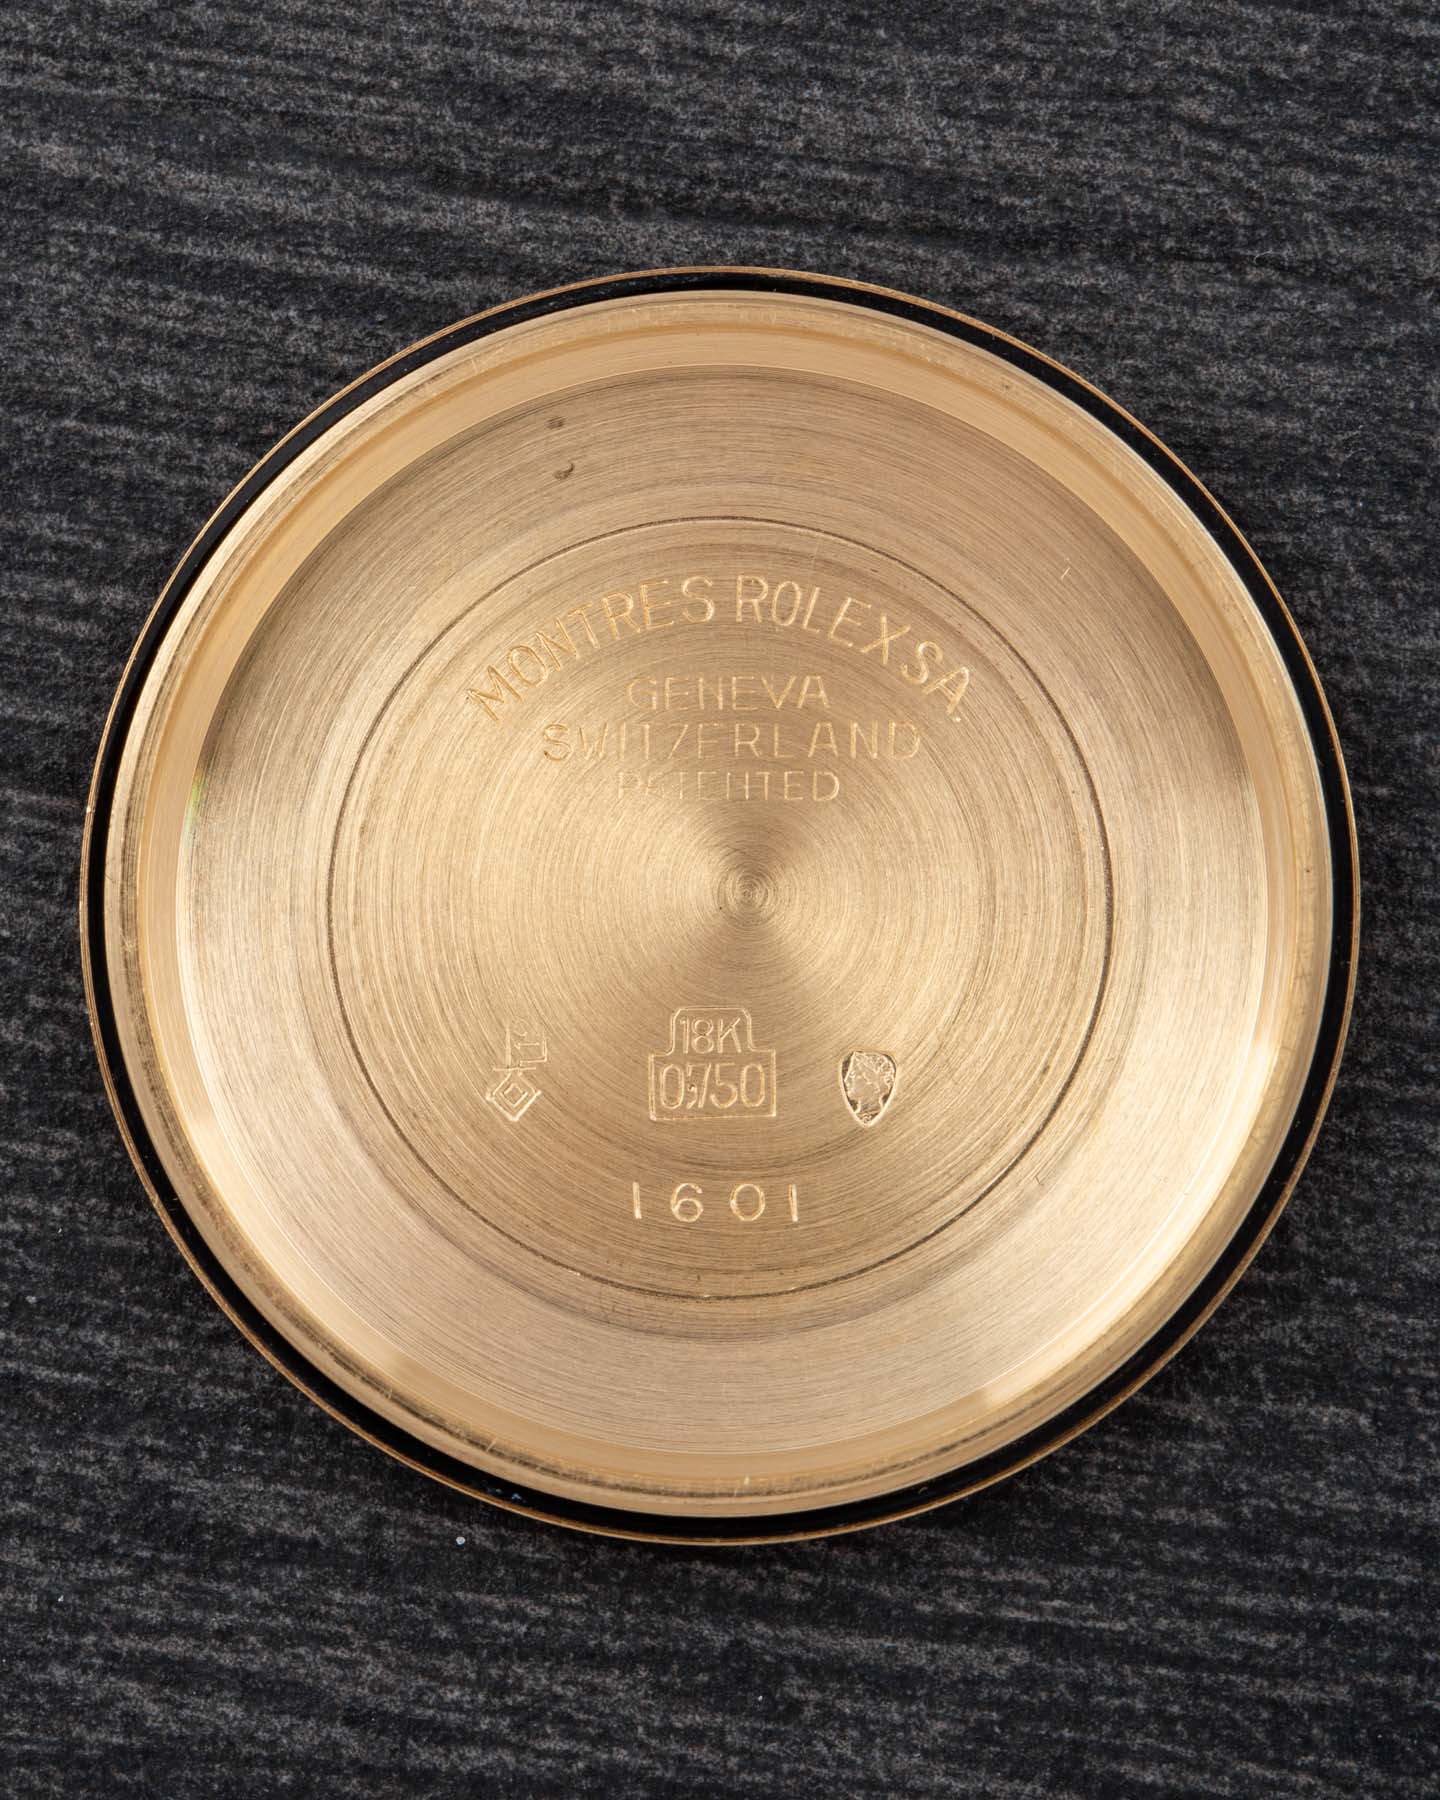 MONTRES ROLEX S.A.
GENEVA
SWITZERLAND
PATENTED
18K
0,750
1601